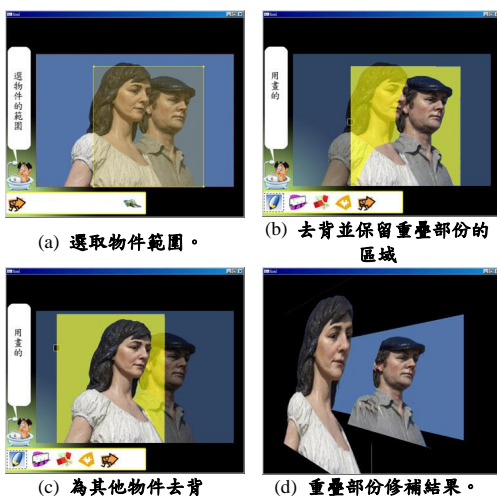 選物件的範圍
用畫的
(a) 選取物件範圍。
(b) 去背並保留重疊部份的
區域
用畫的
(c) 為其他物件去背
(d) 重疊部份修補結果。